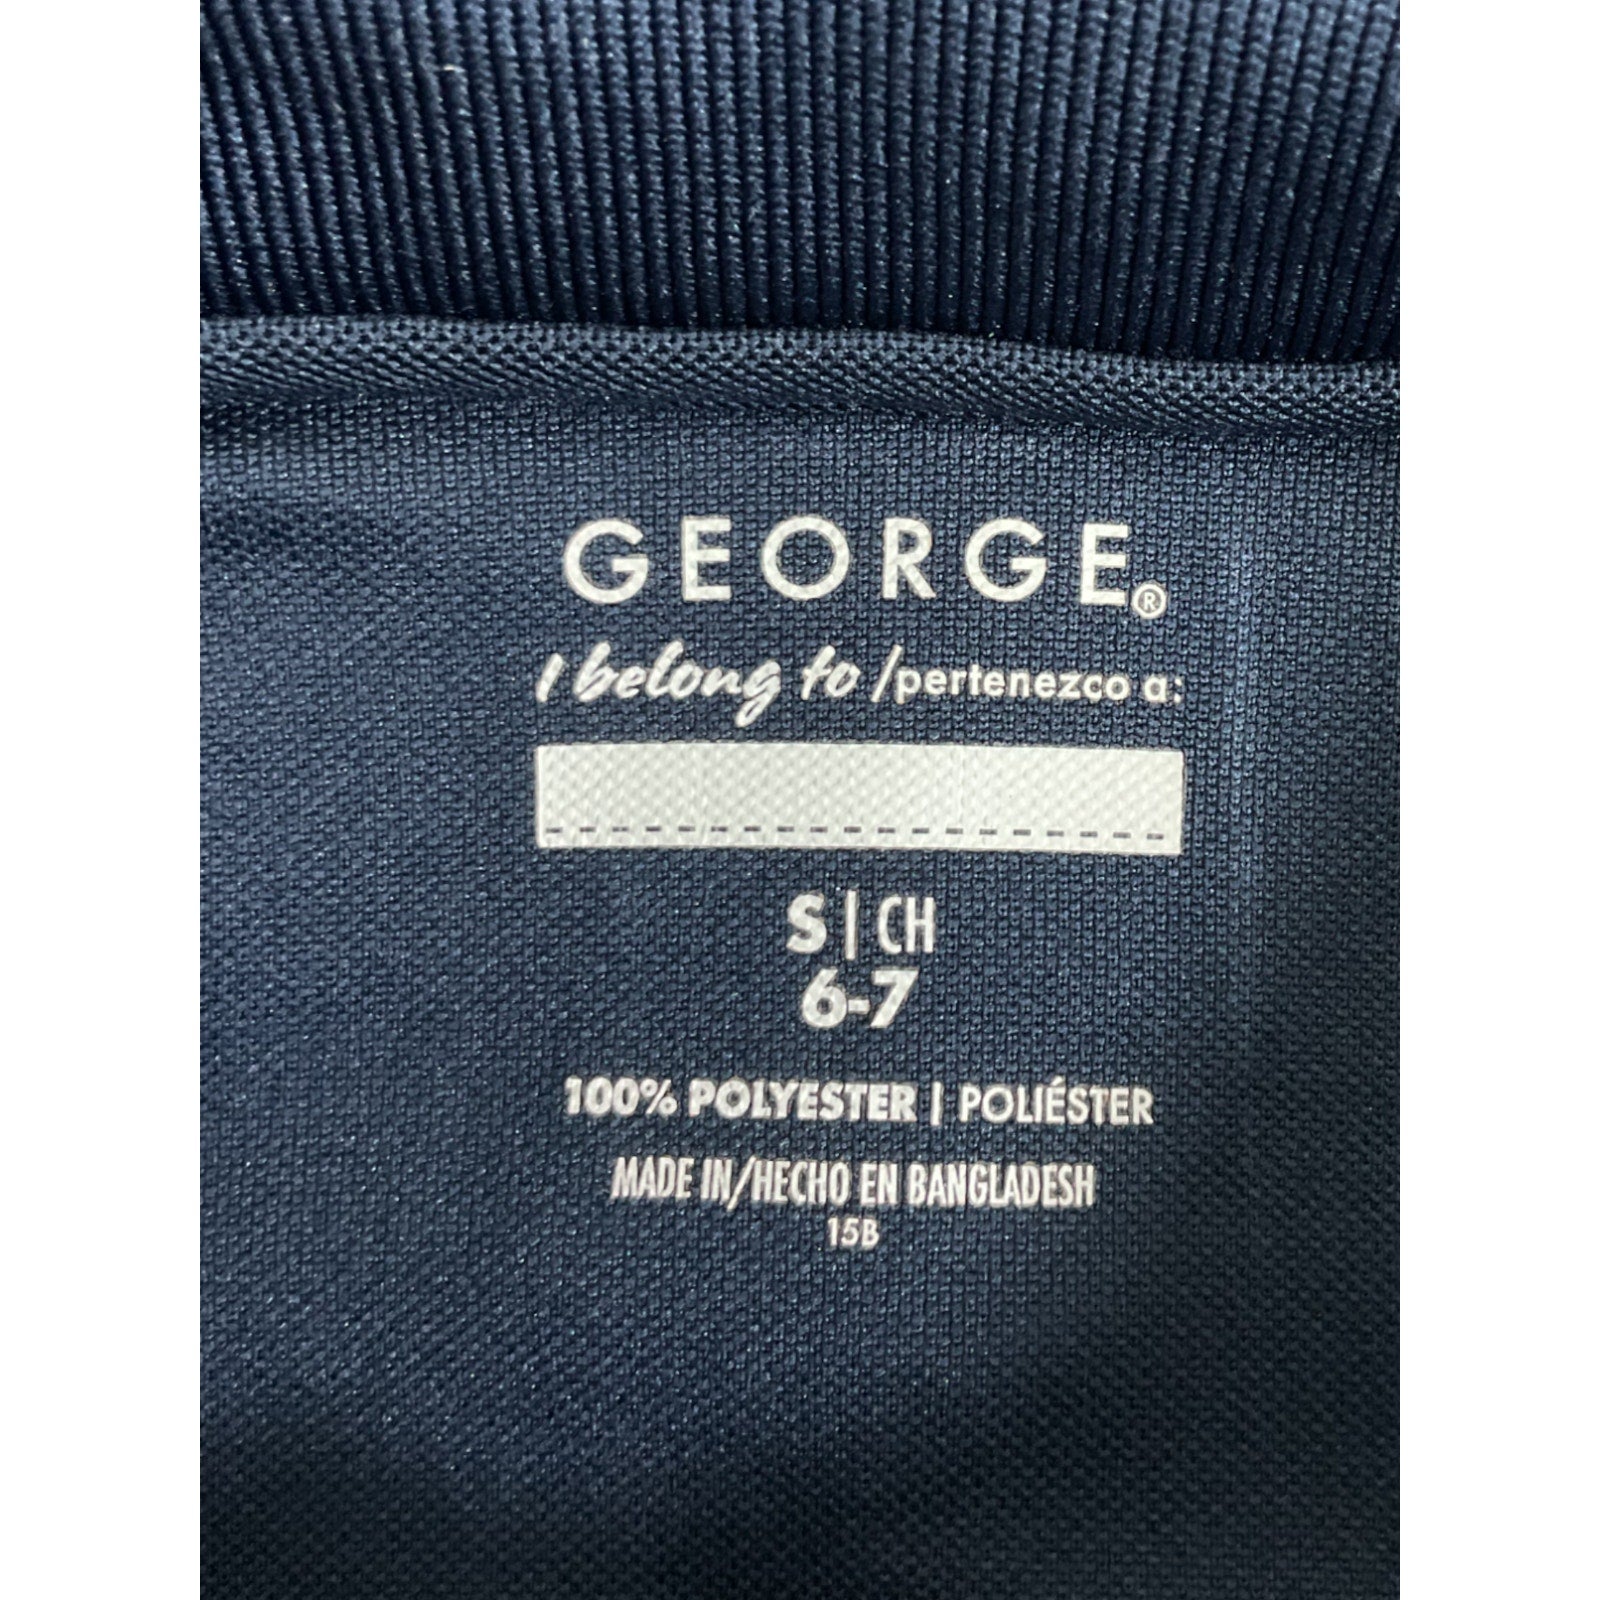 GEORGE®
I belong to/pertenezco a:
S | CH
6-7
100% POLYESTER | POLIÉSTER
MADE IN/HECHO EN BANGLADESH
15B